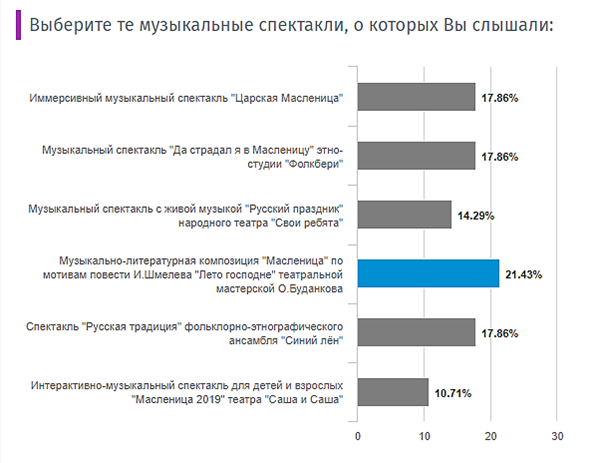 Выберите те музыкальные спектакли, о которых Вы слышали:
Иммерсивный музыкальный спектакль "Царская Масленица"
17.86%
Музыкальный спектакль "Да страдал я в Масленицу" этно-
студии "Фолкбери"
17.86%
Музыкальный спектакль с живой музыкой "Русский праздник"
народного театра "Свои ребята"
14.29%
Музыкально-литературная композиция "Масленица" по
мотивам повести И.Шмелева "Лето господне" театральной
мастерской О.Буданкова
21.43%
Спектакль "Русская традиция" фольклорно-этнографического
ансамбля "Синий лён"
17.86%
Интерактивно-музыкальный спектакль для детей и взрослых
"Масленица 2019" театра "Саша и Саша"
10.71%
0 10 20 30